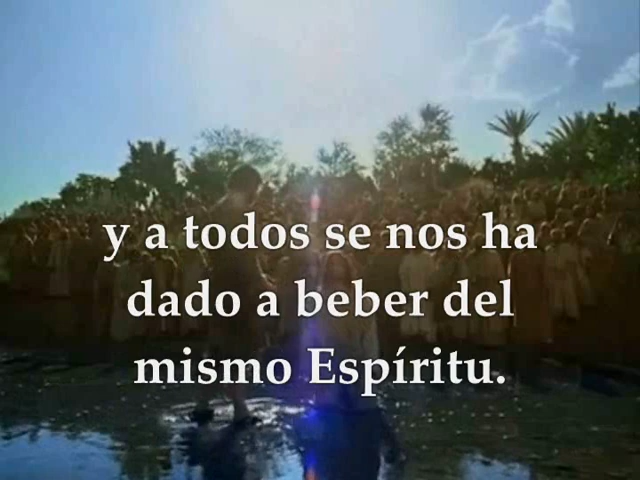 y a todos se nos ha
dado a beber del
mismo Espíritu.